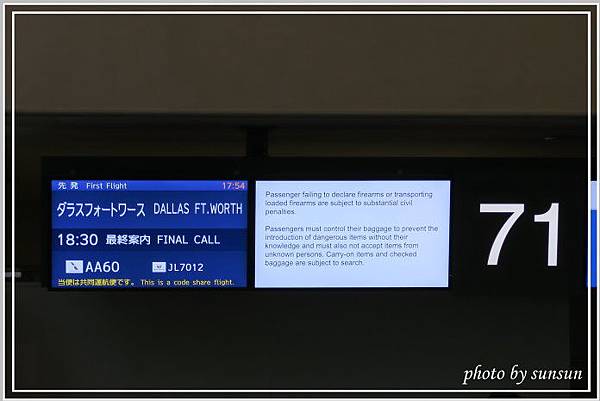 先発 First Flight 17:54
ダラスフォートワース DALLAS FT.WORTH
18:30 最終案内 FINAL CALL
AA60 JL7012
当便は共同運航便です。 This is a code share flight.
Passenger failing to declare firearms or transporting
loaded firearms are subject to substantial civil
penalties.
Passengers must control their baggage to prevent the
introduction of dangerous items without their
knowledge and must also not accept items from
unknown persons. Carry-on items and checked
baggage are subject to search.
71
photo by sunsun